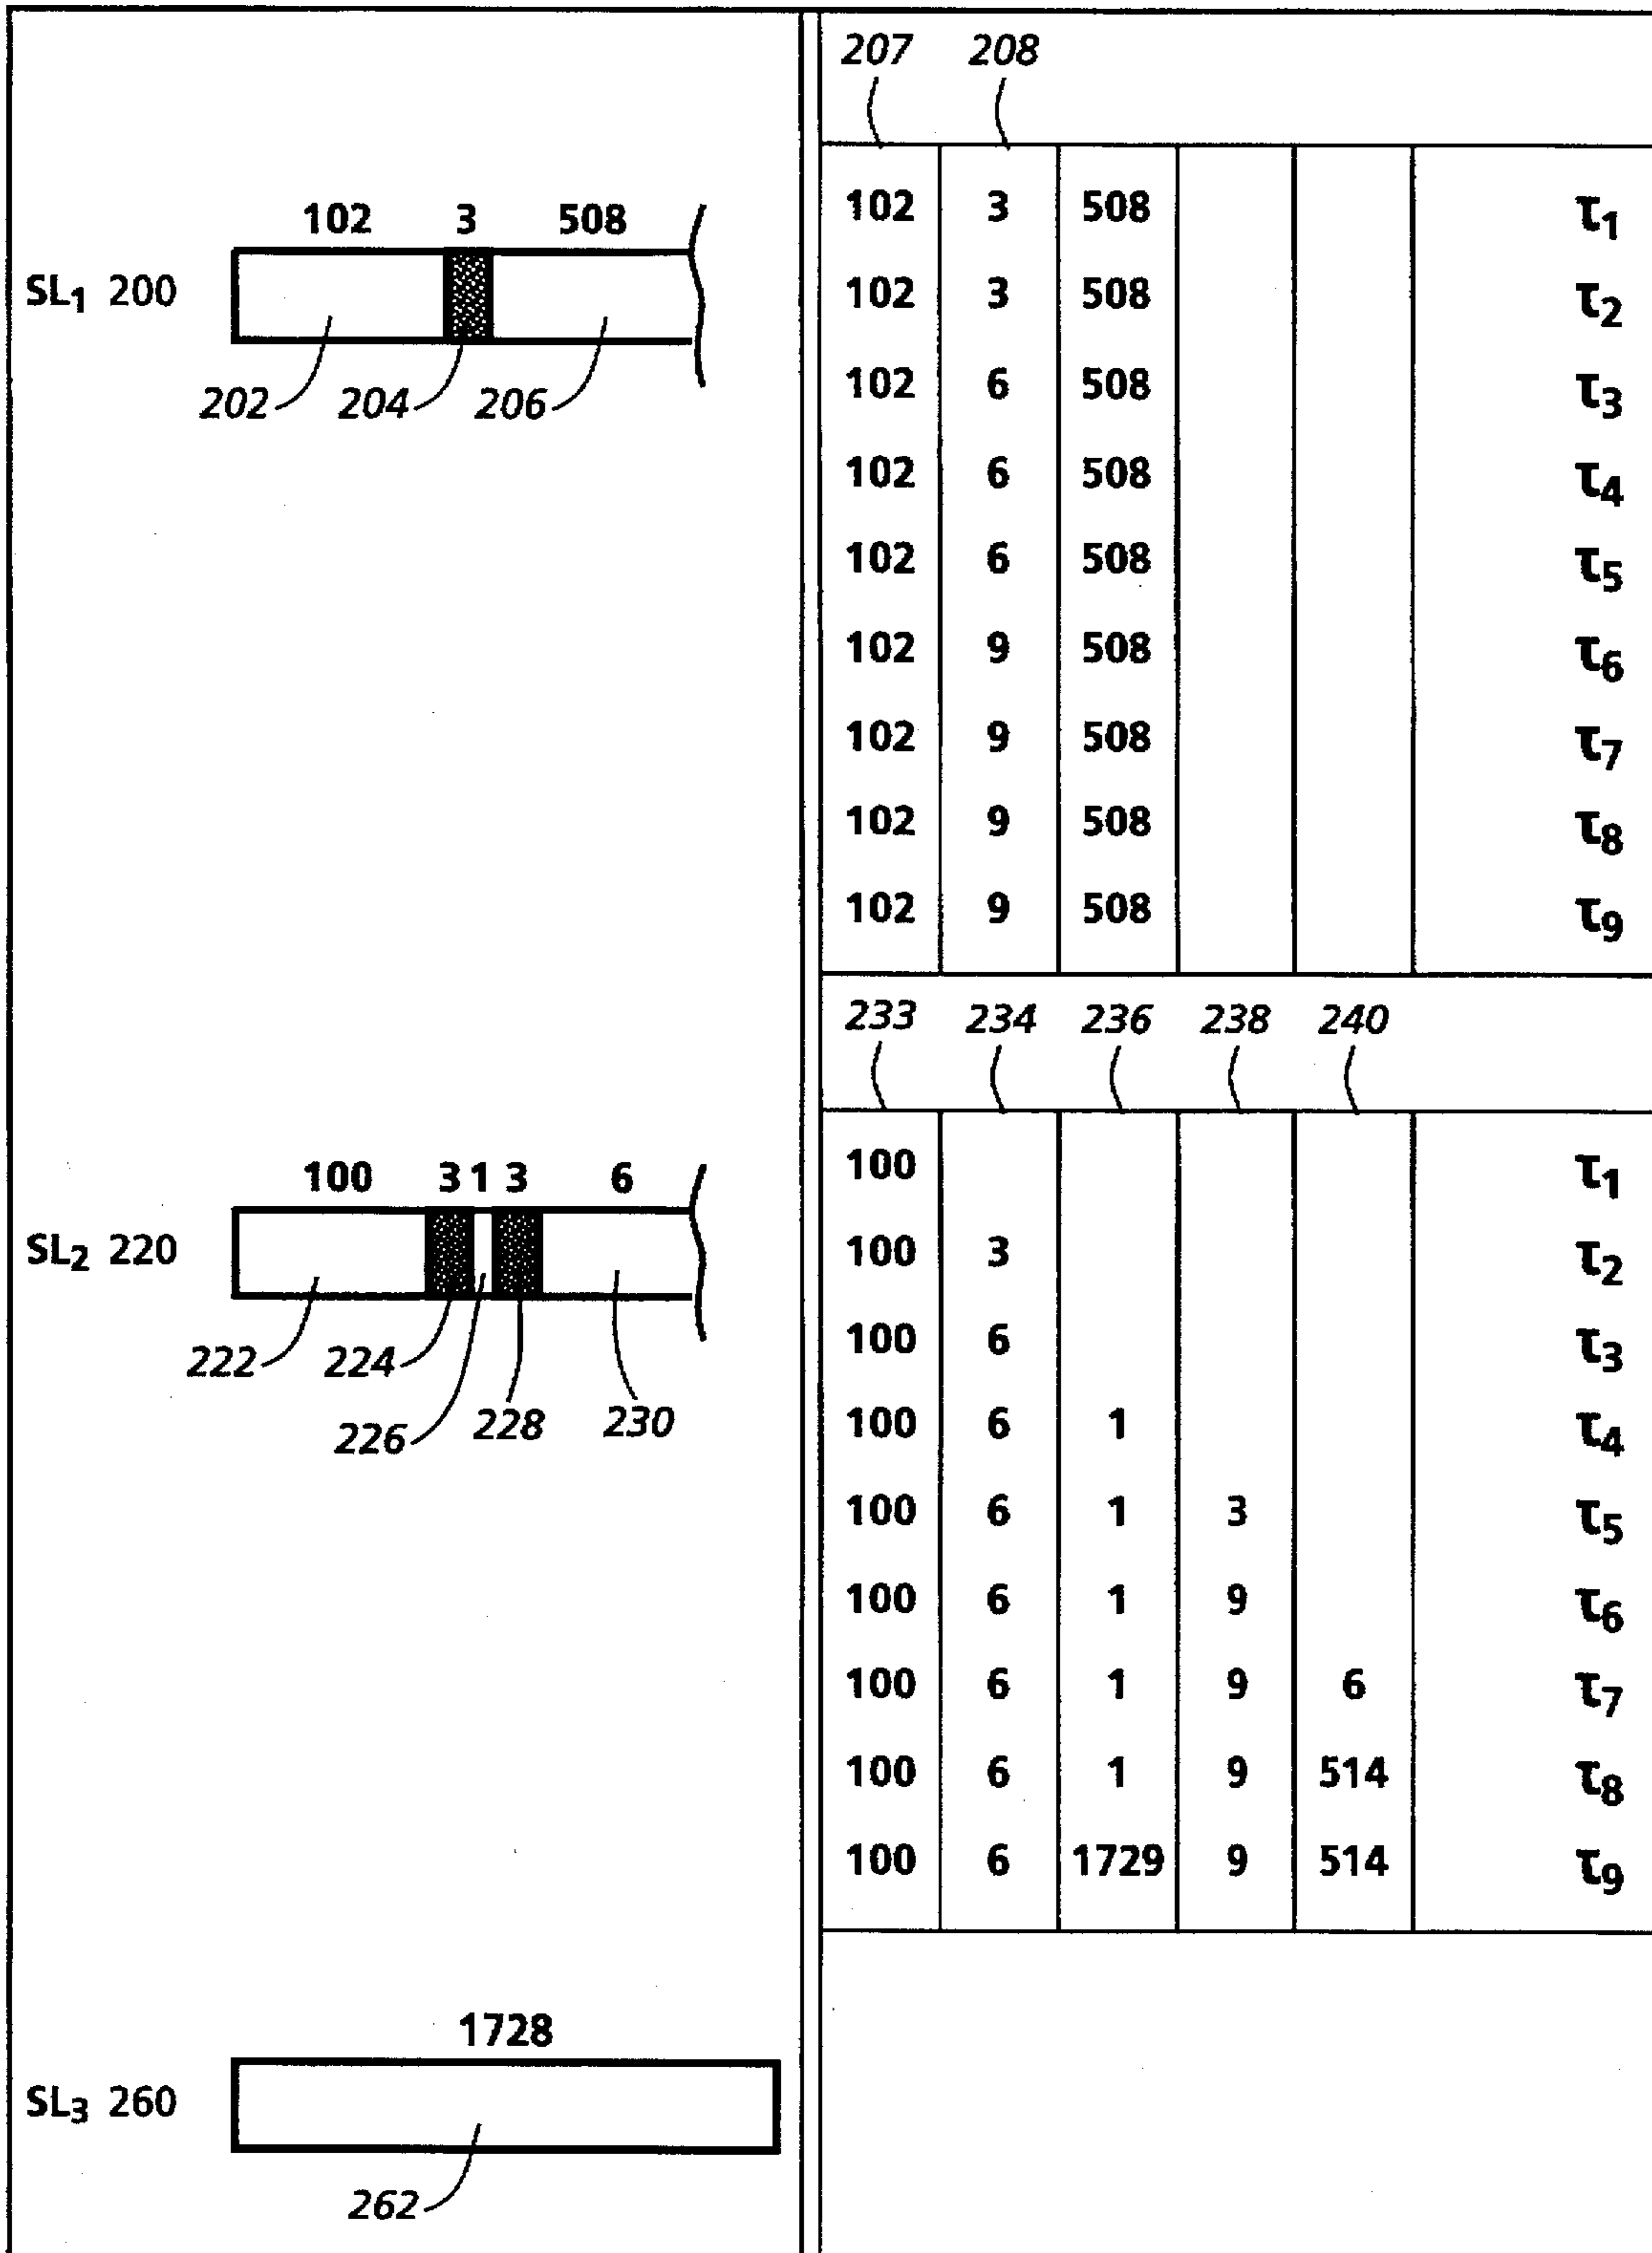 207 208
102 3 508
SL₁ 200
202 204 206
102 3 508 τ₁
102 3 508 τ₂
102 6 508 τ₃
102 6 508 τ₄
102 6 508 τ₅
102 9 508 τ₆
102 9 508 τ₇
102 9 508 τ₈
102 9 508 τ�9
233 234 236 238 240
100 3 1 3 6
SL₂ 220
222 224 226 228 230
100 τ₁
100 3 τ₂
100 6 τ₃
100 6 1 τ₄
100 6 1 3 τ₅
100 6 1 9 τ₆
100 6 1 9 6 τ₇
100 6 1 9 514 τ₈
100 6 1729 9 514 τ₉
1728
SL₃ 260
262